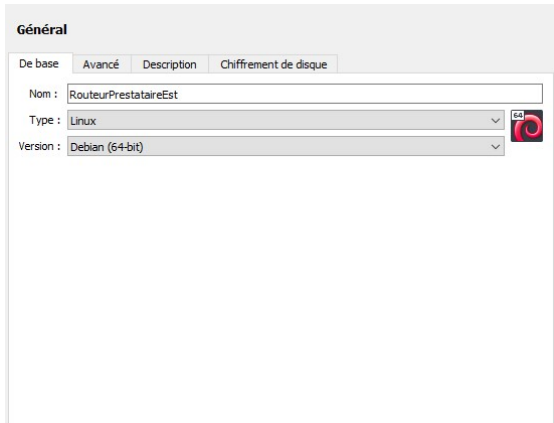 Général
De base Avancé Description Chiffrement de disque
Nom : RouteurPrestataireEst
Type : Linux
64
Version : Debian (64-bit)